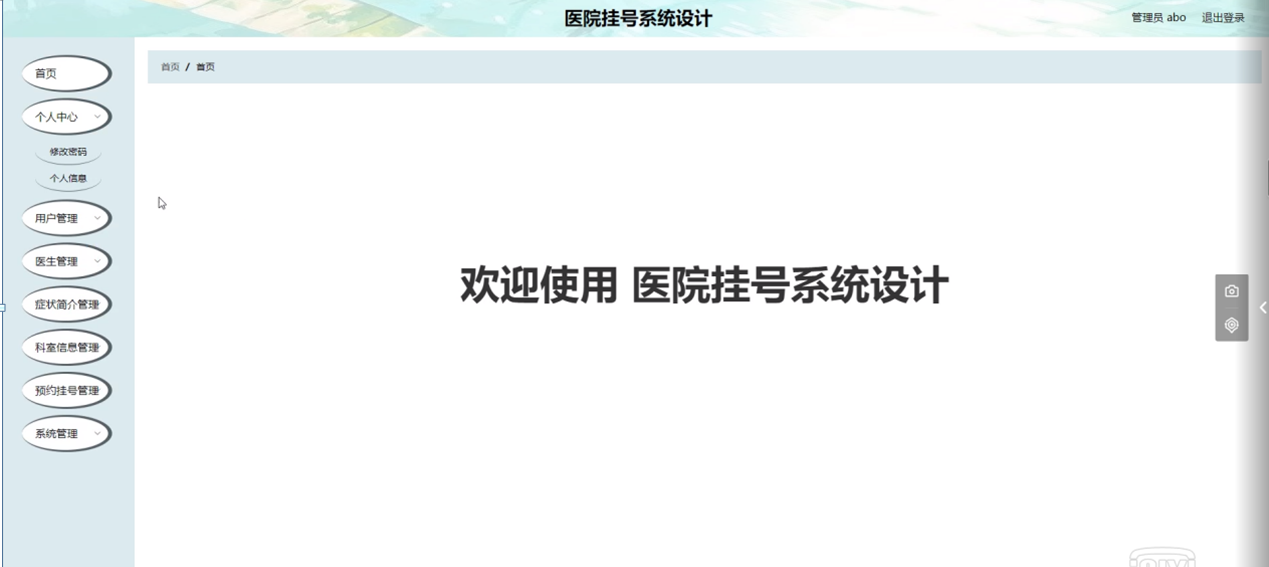 医院挂号系统设计
管理员 abo 退出登录
首页
首页 / 首页
个人中心
修改密码
个人信息
用户管理
医生管理
症状简介管理
科室信息管理
预约挂号管理
系统管理
欢迎使用 医院挂号系统设计